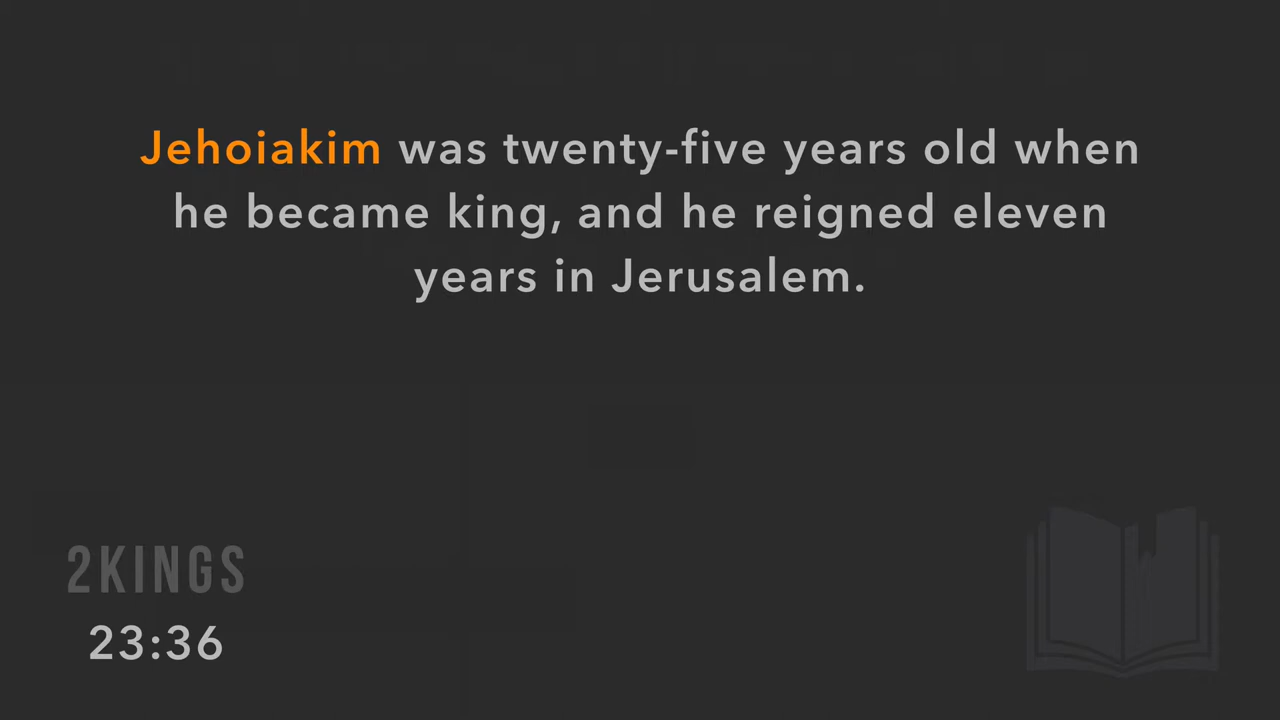 Jehoiakim was twenty-five years old when
he became king, and he reigned eleven
years in Jerusalem.
2KINGS
23:36